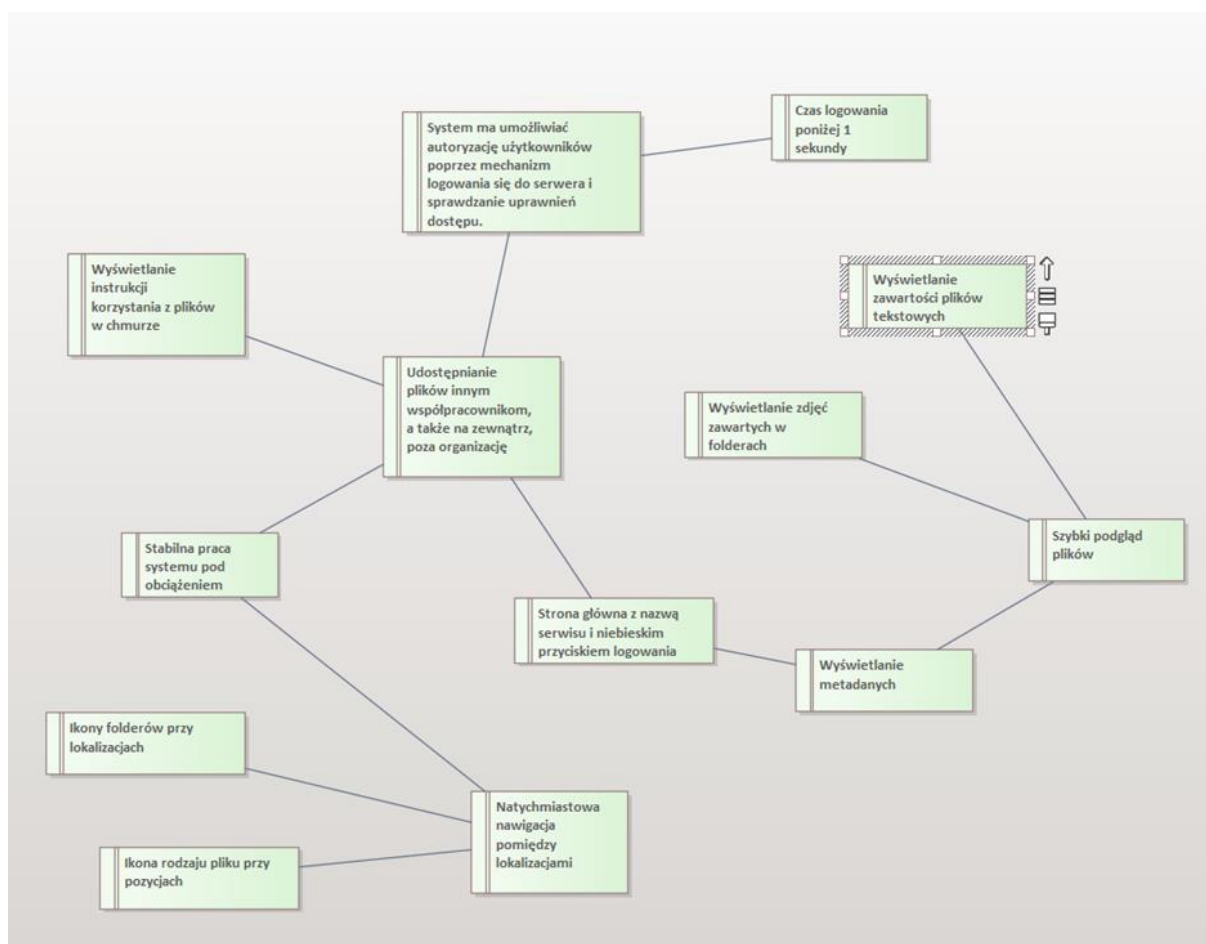 System ma umożliwiać
autoryzację użytkowników
poprzez mechanizm
logowania się do serwera i
sprawdzanie uprawnień
dostępu.
Czas logowania
poniżej 1
sekundy
Wyświetlanie
instrukcji
korzystania z plików
w chmurze
Wyświetlanie
zawartości plików
tekstowych
Udostępnianie
plików innym
współpracownikom,
a także na zewnątrz,
poza organizację
Wyświetlanie zdjęć
zawartych w
folderach
Stabilna praca
systemu pod
obciążeniem
Szybki podgląd
plików
Strona główna z nazwą
serwisu i niebieskim
przyciskiem logowania
Wyświetlanie
metadanych
Ikony folderów przy
lokalizacjach
Natychmiastowa
nawigacja
pomiędzy
lokalizacjami
Ikona rodzaju pliku przy
pozycjach